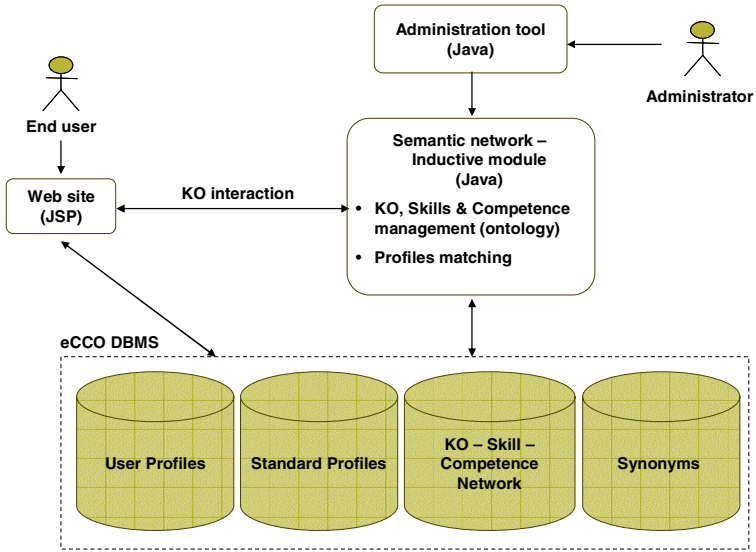 Administration tool
(Java)
Administrator
End user
Semantic network –
Inductive module
(Java)
• KO, Skills & Competence
management (ontology)
• Profiles matching
Web site
(JSP)
KO interaction
eCCO DBMS
User Profiles
Standard Profiles
KO – Skill –
Competence
Network
Synonyms